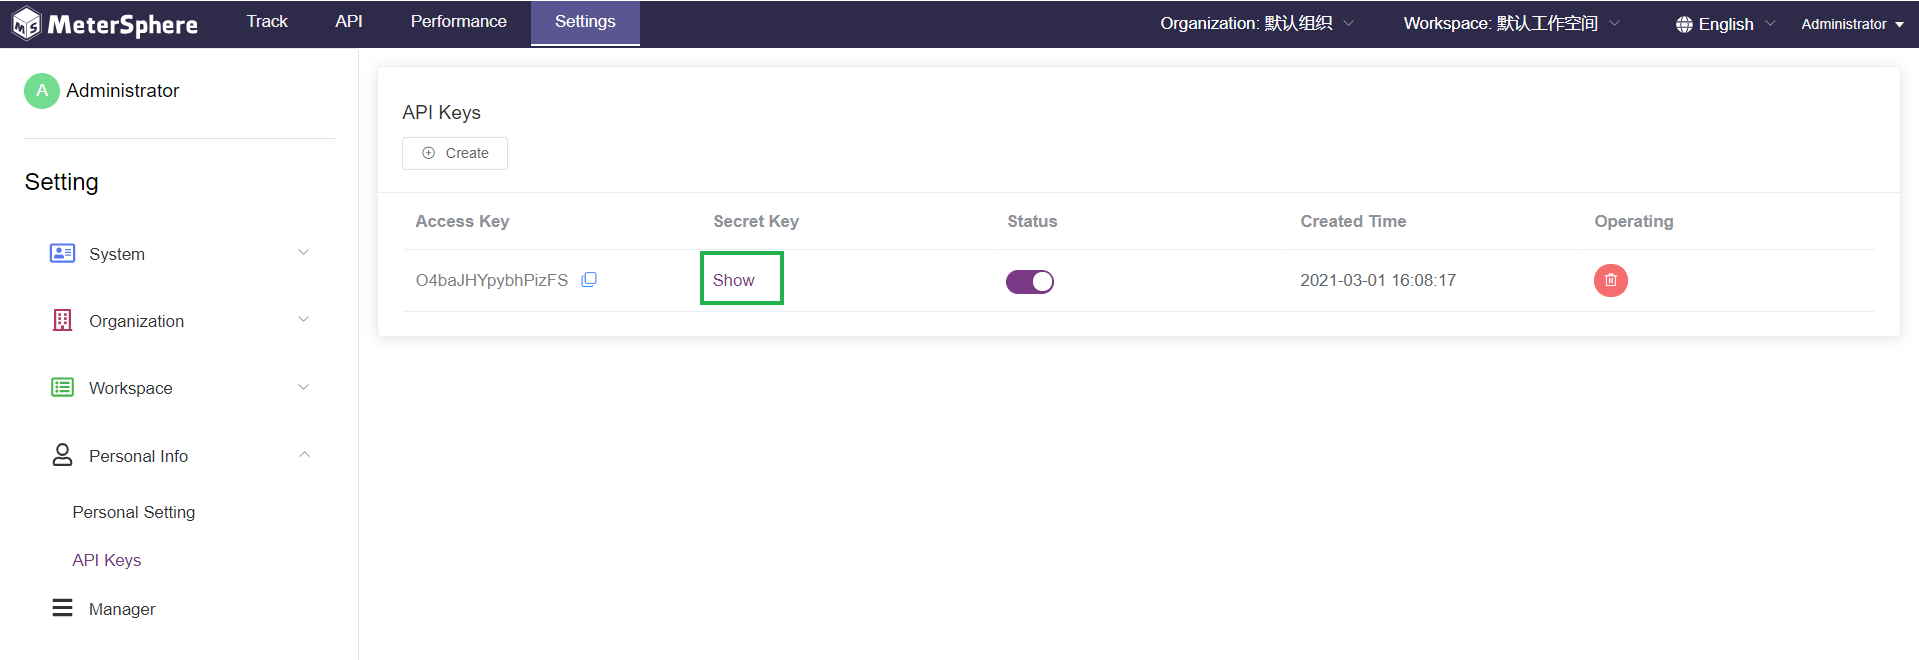 MeterSphere Track API Performance Settings Organization: 默认组织 Workspace: 默认工作空间 English Administrator
A Administrator
Setting
System
Organization
Workspace
Personal Info
Personal Setting
API Keys
Manager
API Keys
Create
Access Key Secret Key Status Created Time Operating
O4baJHYpybhPizFS Show 2021-03-01 16:08:17